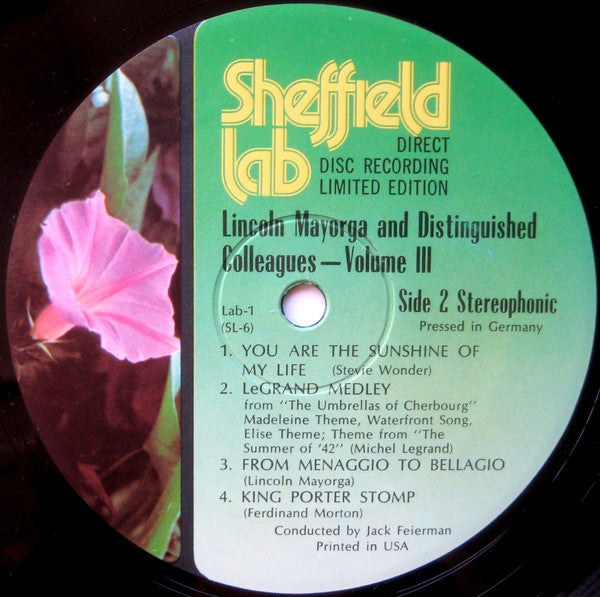 Sheffield
lab
DIRECT
DISC RECORDING
LIMITED EDITION
Lincoln Mayorga and Distinguished
Colleagues — Volume III
Lab-1
(SL-6)
Side 2 Stereophonic
Pressed in Germany
1. YOU ARE THE SUNSHINE OF
MY LIFE (Stevie Wonder)
2. LeGRAND MEDLEY
from "The Umbrellas of Cherbourg"
Madeleine Theme, Waterfront Song,
Elise Theme; Theme from "The
Summer of '42" (Michel Legrand)
3. FROM MENAGGIO TO BELLAGIO
(Lincoln Mayorga)
4. KING PORTER STOMP
(Ferdinand Morton)
Conducted by Jack Feierman
Printed in USA